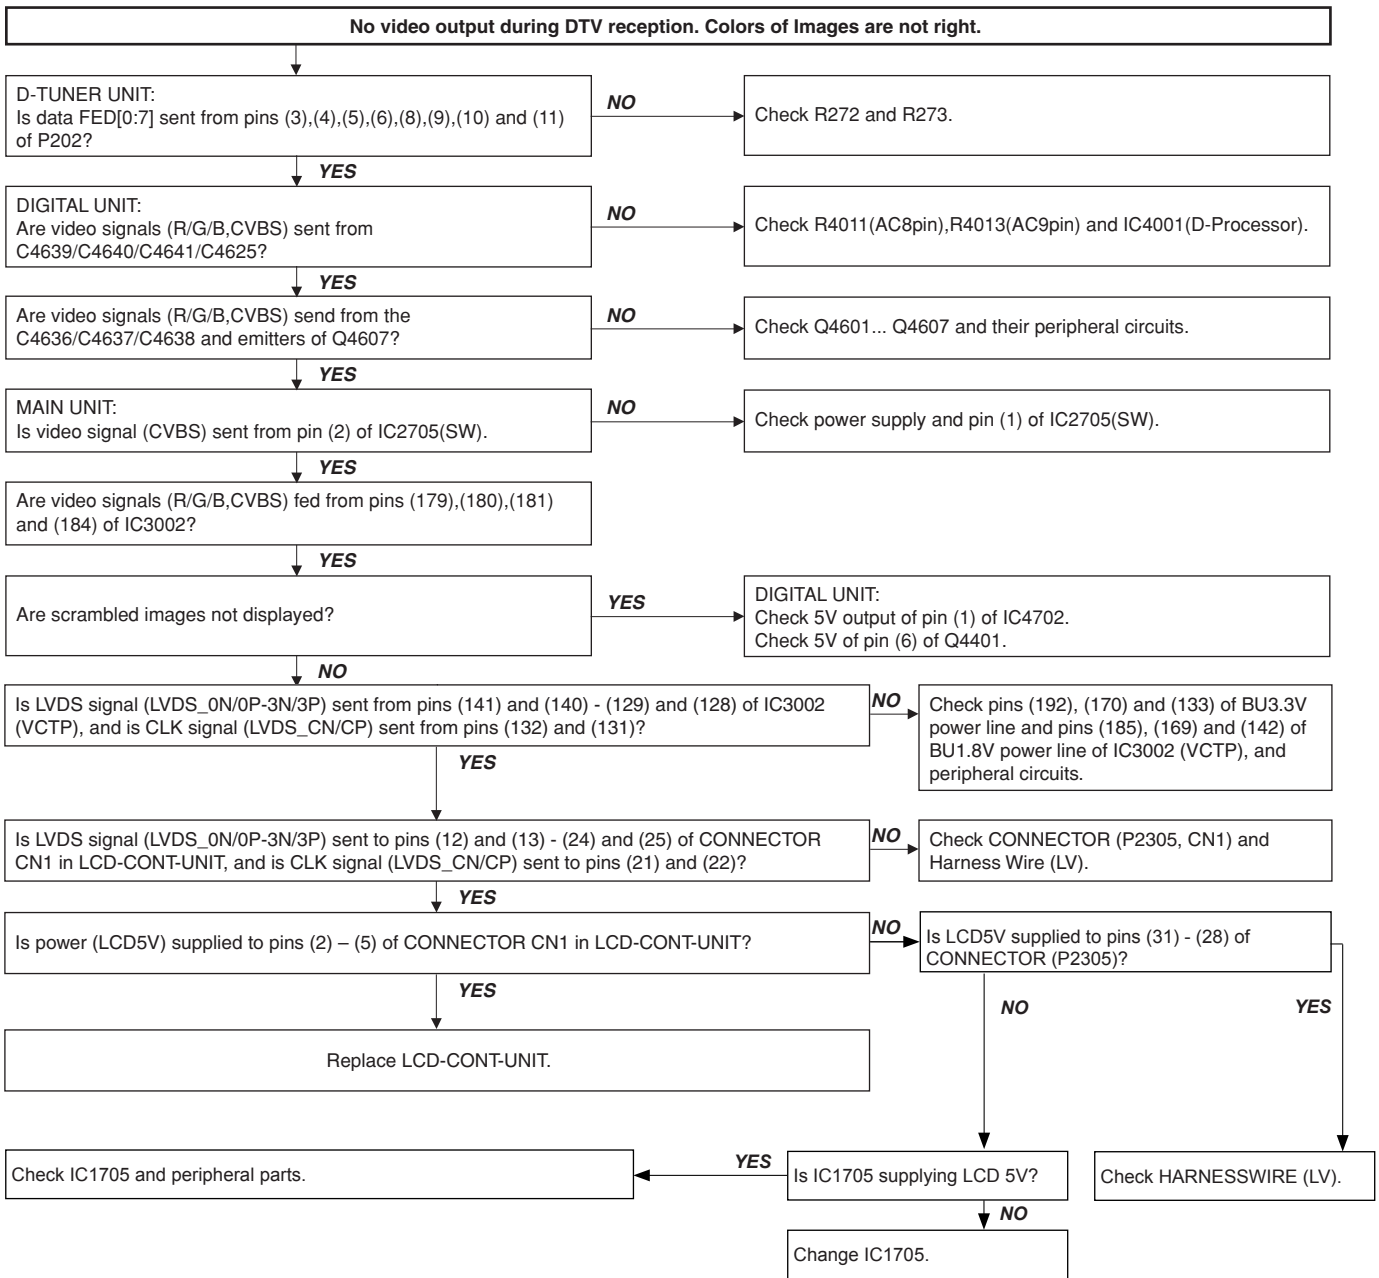 No video output during DTV reception. Colors of Images are not right.
D-TUNER UNIT:
Is data FED[0:7] sent from pins (3),(4),(5),(6),(8),(9),(10) and (11)
of P202?
NO
Check R272 and R273.
YES
DIGITAL UNIT:
Are video signals (R/G/B,CVBS) sent from
C4639/C4640/C4641/C4625?
NO
Check R4011(AC8pin),R4013(AC9pin) and IC4001(D-Processor).
YES
Are video signals (R/G/B,CVBS) send from the
C4636/C4637/C4638 and emitters of Q4607?
NO
Check Q4601... Q4607 and their peripheral circuits.
YES
MAIN UNIT:
Is video signal (CVBS) sent from pin (2) of IC2705(SW).
NO
Check power supply and pin (1) of IC2705(SW).
YES
Are video signals (R/G/B,CVBS) fed from pins (179),(180),(181)
and (184) of IC3002?
YES
Are scrambled images not displayed?
YES
DIGITAL UNIT:
Check 5V output of pin (1) of IC4702.
Check 5V of pin (6) of Q4401.
NO
Is LVDS signal (LVDS_0N/0P-3N/3P) sent from pins (141) and (140) - (129) and (128) of IC3002
(VCTP), and is CLK signal (LVDS_CN/CP) sent from pins (132) and (131)?
NO
Check pins (192), (170) and (133) of BU3.3V
power line and pins (185), (169) and (142) of
BU1.8V power line of IC3002 (VCTP), and
peripheral circuits.
YES
Is LVDS signal (LVDS_0N/0P-3N/3P) sent to pins (12) and (13) - (24) and (25) of CONNECTOR
CN1 in LCD-CONT-UNIT, and is CLK signal (LVDS_CN/CP) sent to pins (21) and (22)?
NO
Check CONNECTOR (P2305, CN1) and
Harness Wire (LV).
YES
Is power (LCD5V) supplied to pins (2) – (5) of CONNECTOR CN1 in LCD-CONT-UNIT?
NO
Is LCD5V supplied to pins (31) - (28) of
CONNECTOR (P2305)?
YES
NO
YES
Replace LCD-CONT-UNIT.
Check IC1705 and peripheral parts.
YES
Is IC1705 supplying LCD 5V?
Check HARNESSWIRE (LV).
NO
Change IC1705.